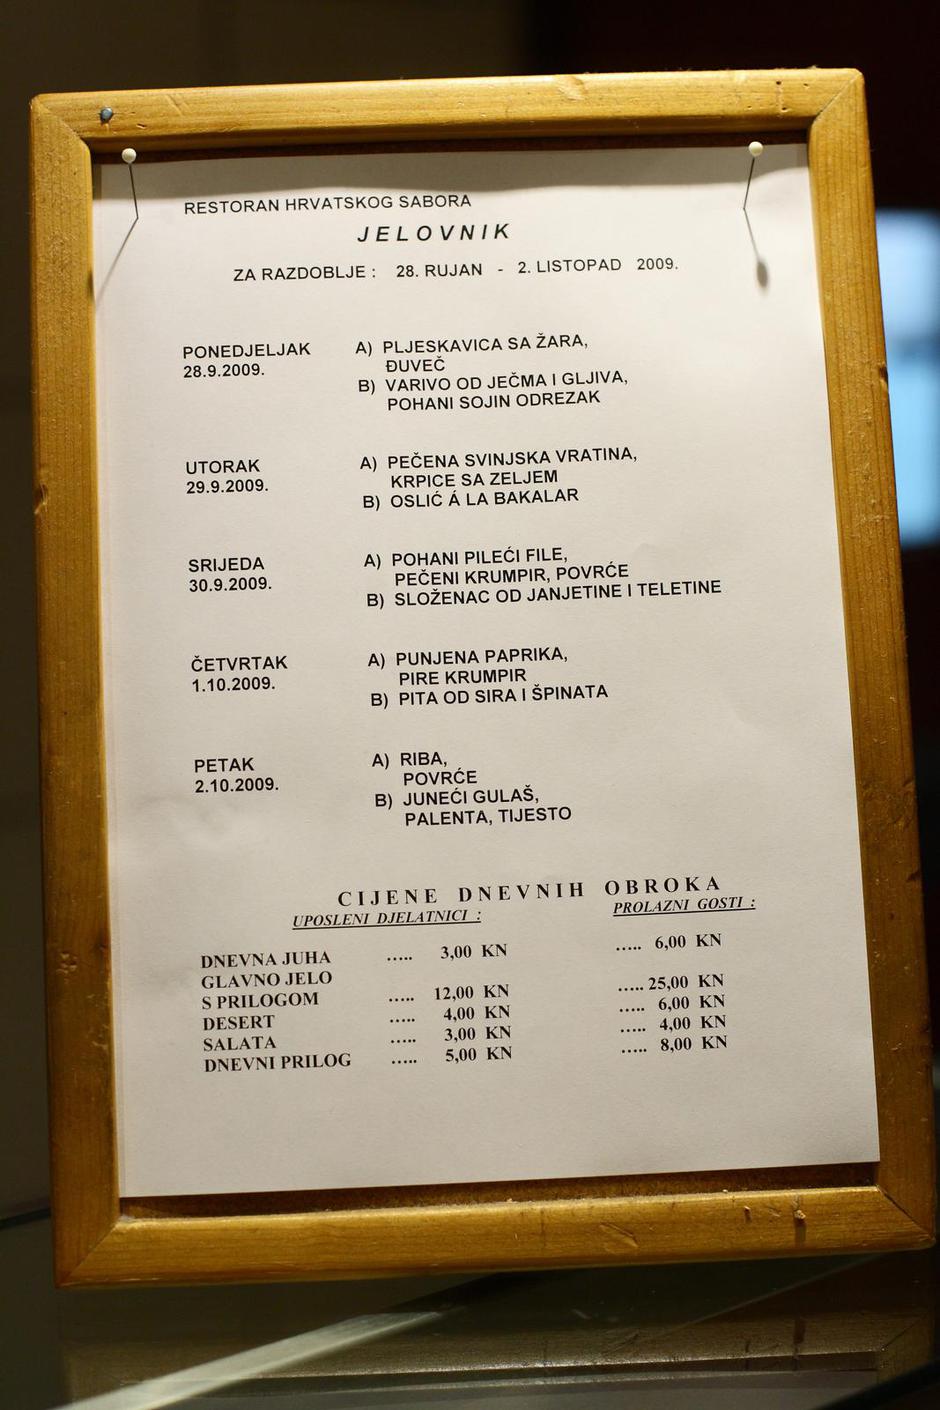 RESTORAN HRVATSKOG SABORA
JELOVNIK
ZA RAZDOBLJE : 28. RUJAN - 2. LISTOPAD 2009.
PONEDJELJAK A) PLJESKAVICA SA ŽARA,
28.9.2009. ĐUVEČ
B) VARIVO OD JEČMA I GLJIVA,
POHANI SOJIN ODREZAK
UTORAK A) PEČENA SVINJSKA VRATINA,
29.9.2009. KRPICE SA ZELJEM
B) OSLIĆ Á LA BAKALAR
SRIJEDA A) POHANI PILEĆI FILE,
30.9.2009. PEČENI KRUMPIR, POVRĆE
B) SLOŽENAC OD JANJETINE I TELETINE
ČETVRTAK A) PUNJENA PAPRIKA,
1.10.2009. PIRE KRUMPIR
B) PITA OD SIRA I ŠPINATA
PETAK A) RIBA,
2.10.2009. POVRĆE
B) JUNEĆI GULAŠ,
PALENTA, TIJESTO
CIJENE DNEVNIH OBROKA
UPOSLENI DJELATNICI : PROLAZNI GOSTI :
DNEVNA JUHA ..... 3,00 KN ..... 6,00 KN
GLAVNO JELO
S PRILOGOM ..... 12,00 KN ..... 25,00 KN
DESERT ..... 4,00 KN ..... 6,00 KN
SALATA ..... 3,00 KN ..... 4,00 KN
DNEVNI PRILOG ..... 5,00 KN ..... 8,00 KN